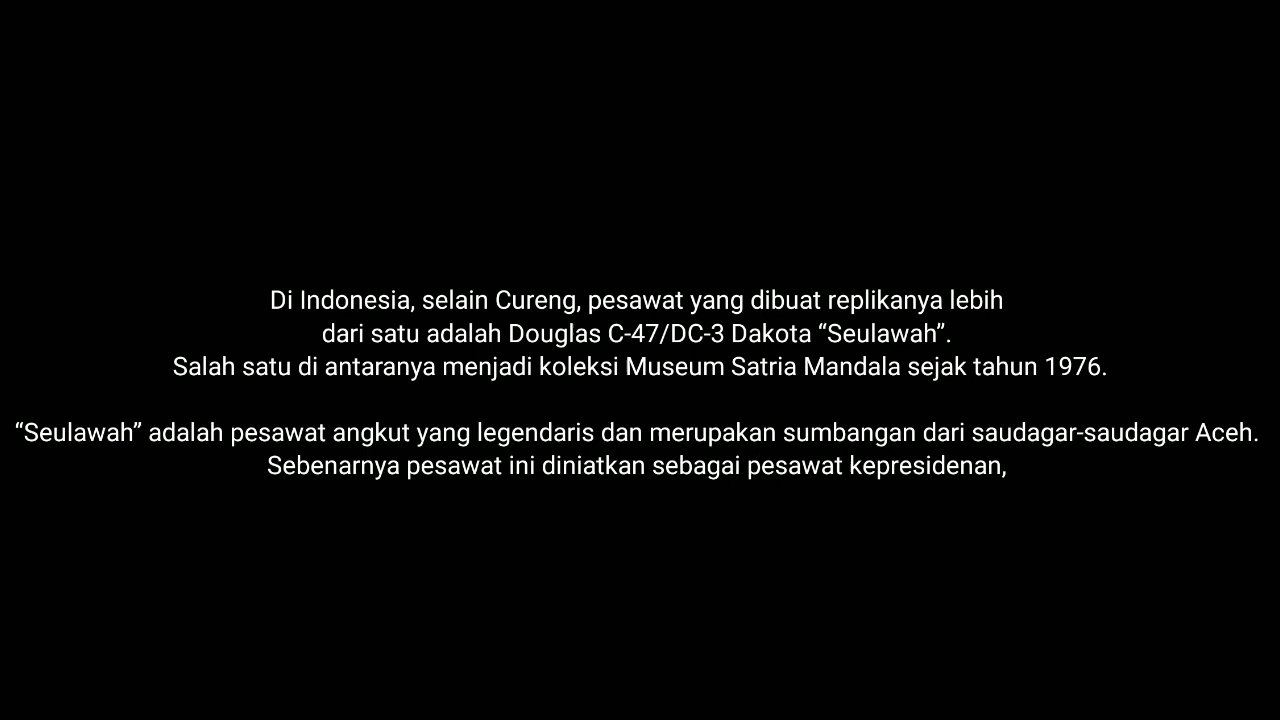 Di Indonesia, selain Cureng, pesawat yang dibuat replikanya lebih
dari satu adalah Douglas C-47/DC-3 Dakota “Seulawah”.
Salah satu di antaranya menjadi koleksi Museum Satria Mandala sejak tahun 1976.
“Seulawah” adalah pesawat angkut yang legendaris dan merupakan sumbangan dari saudagar-saudagar Aceh.
Sebenarnya pesawat ini diniatkan sebagai pesawat kepresidenan,